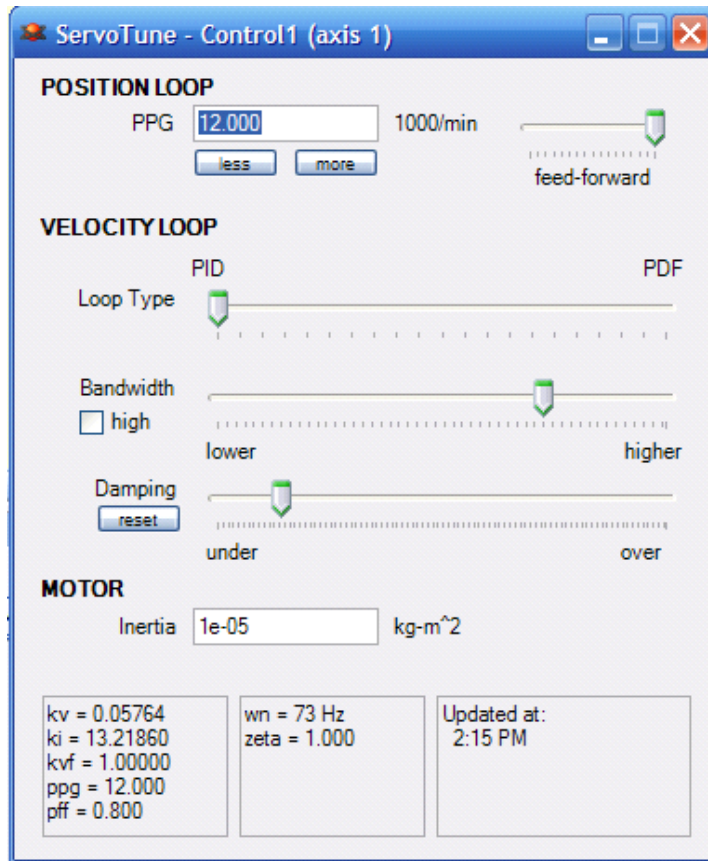 ServoTune - Control1 (axis 1)
POSITION LOOP
PPG 12.000 1000/min
less more
feed-forward
VELOCITY LOOP
PID PDF
Loop Type
Bandwidth
high
lower higher
Damping
reset
under over
MOTOR
Inertia 1e-05 kg-m^2
kv = 0.05764
ki = 13.21860
kvf = 1.00000
ppg = 12.000
pff = 0.800
wn = 73 Hz
zeta = 1.000
Updated at:
2:15 PM